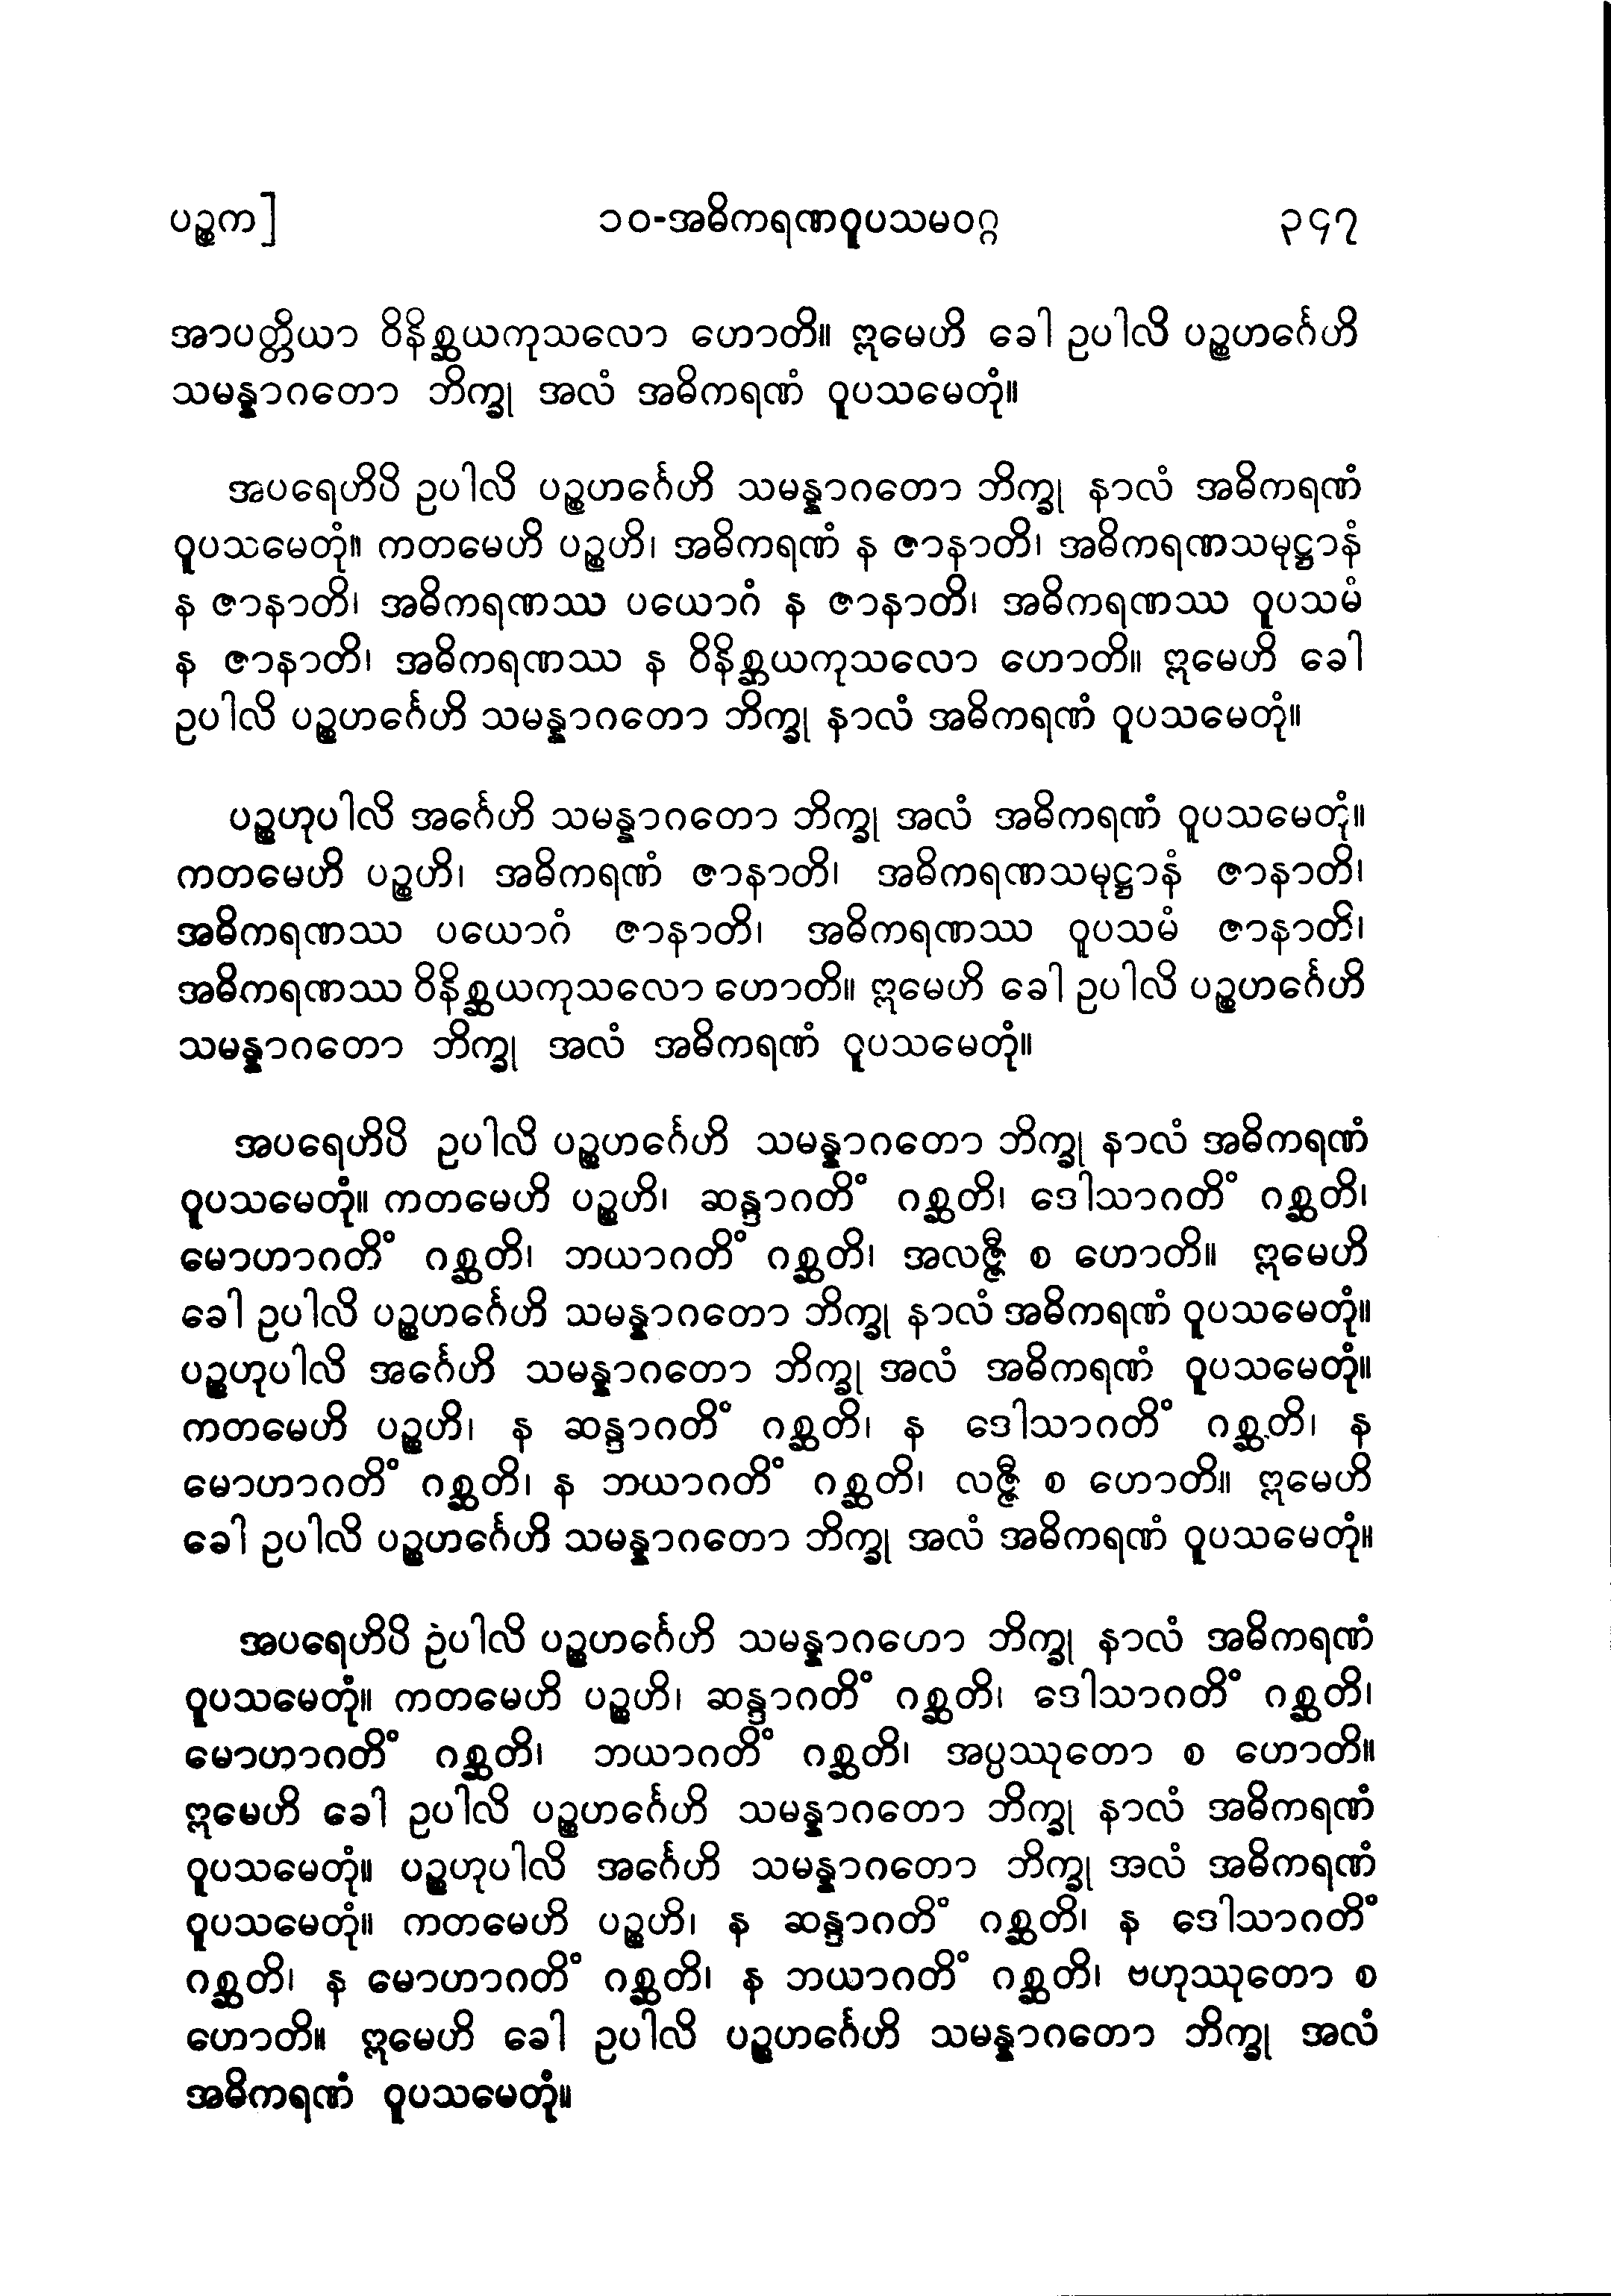 ပဉ္စက]
၁၀-အဓိကရဏဝူပသမဝဂ္ဂ
၃၄၇
အာပတ္တိယာ ဝိနိစ္ဆယကုသလော ဟောတိ။ ဣမေဟိ ခေါ ဥပါလိ ပဉ္စဟင်္ဂေဟိ
သမန္နာဂတော ဘိက္ခု အလံ အဓိကရဏံ ဝူပသမေတုံ။
အပရေဟိပိ ဥပါလိ ပဉ္စဟင်္ဂေဟိ သမန္နာဂတော ဘိက္ခု နာလံ အဓိကရဏံ
ဝူပသမေတုံ။ ကတမေဟိ ပဉ္စဟိ၊ အဓိကရဏံ န ဇာနာတိ၊ အဓိကရဏသမုဋ္ဌာနံ
န ဇာနာတိ၊ အဓိကရဏဿ ပယောဂံ န ဇာနာတိ၊ အဓိကရဏဿ ဝူပသမံ
န ဇာနာတိ၊ အဓိကရဏဿ န ဝိနိစ္ဆယကုသလော ဟောတိ။ ဣမေဟိ ခေါ
ဥပါလိ ပဉ္စဟင်္ဂေဟိ သမန္နာဂတော ဘိက္ခု နာလံ အဓိကရဏံ ဝူပသမေတုံ။
ပဉ္စဟုပါလိ အင်္ဂေဟိ သမန္နာဂတော ဘိက္ခု အလံ အဓိကရဏံ ဝူပသမေတုံ။
ကတမေဟိ ပဉ္စဟိ၊ အဓိကရဏံ ဇာနာတိ၊ အဓိကရဏသမုဋ္ဌာနံ ဇာနာတိ၊
အဓိကရဏဿ ပယောဂံ ဇာနာတိ၊ အဓိကရဏဿ ဝူပသမံ ဇာနာတိ၊
အဓိကရဏဿ ဝိနိစ္ဆယကုသလော ဟောတိ။ ဣမေဟိ ခေါ ဥပါလိ ပဉ္စဟင်္ဂေဟိ
သမန္နာဂတော ဘိက္ခု အလံ အဓိကရဏံ ဝူပသမေတုံ။
အပရေဟိပိ ဥပါလိ ပဉ္စဟင်္ဂေဟိ သမန္နာဂတော ဘိက္ခု နာလံ အဓိကရဏံ
ဝူပသမေတုံ။ ကတမေဟိ ပဉ္စဟိ၊ ဆန္ဒာဂတိံ ဂစ္ဆတိ၊ ဒေါသာဂတိံ ဂစ္ဆတိ၊
မောဟာဂတိံ ဂစ္ဆတိ၊ ဘယာဂတိံ ဂစ္ဆတိ၊ အလဇ္ဇီ စ ဟောတိ။ ဣမေဟိ
ခေါ ဥပါလိ ပဉ္စဟင်္ဂေဟိ သမန္နာဂတော ဘိက္ခု နာလံ အဓိကရဏံ ဝူပသမေတုံ။
ပဉ္စဟုပါလိ အင်္ဂေဟိ သမန္နာဂတော ဘိက္ခု အလံ အဓိကရဏံ ဝူပသမေတုံ။
ကတမေဟိ ပဉ္စဟိ၊ န ဆန္ဒာဂတိံ ဂစ္ဆတိ၊ န ဒေါသာဂတိံ ဂစ္ဆတိ၊ န
မောဟာဂတိံ ဂစ္ဆတိ၊ န ဘယာဂတိံ ဂစ္ဆတိ၊ လဇ္ဇီ စ ဟောတိ။ ဣမေဟိ
ခေါ ဥပါလိ ပဉ္စဟင်္ဂေဟိ သမန္နာဂတော ဘိက္ခု အလံ အဓိကရဏံ ဝူပသမေတုံ။
အပရေဟိပိ ဥပါလိ ပဉ္စဟင်္ဂေဟိ သမန္နာဂဟော ဘိက္ခု နာလံ အဓိကရဏံ
ဝူပသမေတုံ။ ကတမေဟိ ပဉ္စဟိ၊ ဆန္ဒာဂတိံ ဂစ္ဆတိ၊ ဒေါသာဂတိံ ဂစ္ဆတိ၊
မောဟာဂတိံ ဂစ္ဆတိ၊ ဘယာဂတိံ ဂစ္ဆတိ၊ အပ္ပဿုတော စ ဟောတိ။
ဣမေဟိ ခေါ ဥပါလိ ပဉ္စဟင်္ဂေဟိ သမန္နာဂတော ဘိက္ခု နာလံ အဓိကရဏံ
ဝူပသမေတုံ။ ပဉ္စဟုပါလိ အင်္ဂေဟိ သမန္နာဂတော ဘိက္ခု အလံ အဓိကရဏံ
ဝူပသမေတုံ။ ကတမေဟိ ပဉ္စဟိ၊ န ဆန္ဒာဂတိံ ဂစ္ဆတိ၊ န ဒေါသာဂတိံ
ဂစ္ဆတိ၊ န မောဟာဂတိံ ဂစ္ဆတိ၊ န ဘယာဂတိံ ဂစ္ဆတိ၊ ဗဟုဿုတော စ
ဟောတိ။ ဣမေဟိ ခေါ ဥပါလိ ပဉ္စဟင်္ဂေဟိ သမန္နာဂတော ဘိက္ခု အလံ
အဓိကရဏံ ဝူပသမေတုံ။